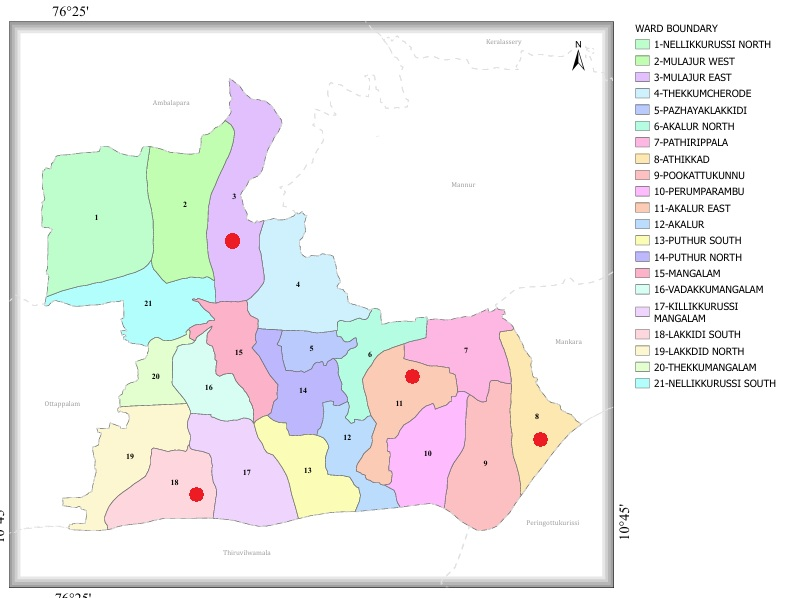 76°25'
WARD BOUNDARY
1-NELLIKKURUSSI NORTH
2-MULAJUR WEST
3-MULAJUR EAST
4-THEKKUMCHERODE
5-PAZHAYAKLAKKIDI
6-AKALUR NORTH
7-PATHIRIPPALA
8-ATHIKKAD
9-POOKATTUKUNNU
10-PERUMPARAMBU
11-AKALUR EAST
12-AKALUR
13-PUTHUR SOUTH
14-PUTHUR NORTH
15-MANGALAM
16-VADAKKUMANGALAM
17-KILLIKKURUSSI
MANGALAM
18-LAKKIDI SOUTH
19-LAKKDID NORTH
20-THEKKUMANGALAM
21-NELLIKKURUSSI SOUTH
Keralassery
N
Ambalapara
Mannur
3
2
1
4
21
Mankara
5
7
15
6
20
16
14
Ottappalam
11
8
12
10
19
9
13
17
18
10°45'
Peringottukurissi
Thiruvilwamala
76°25'